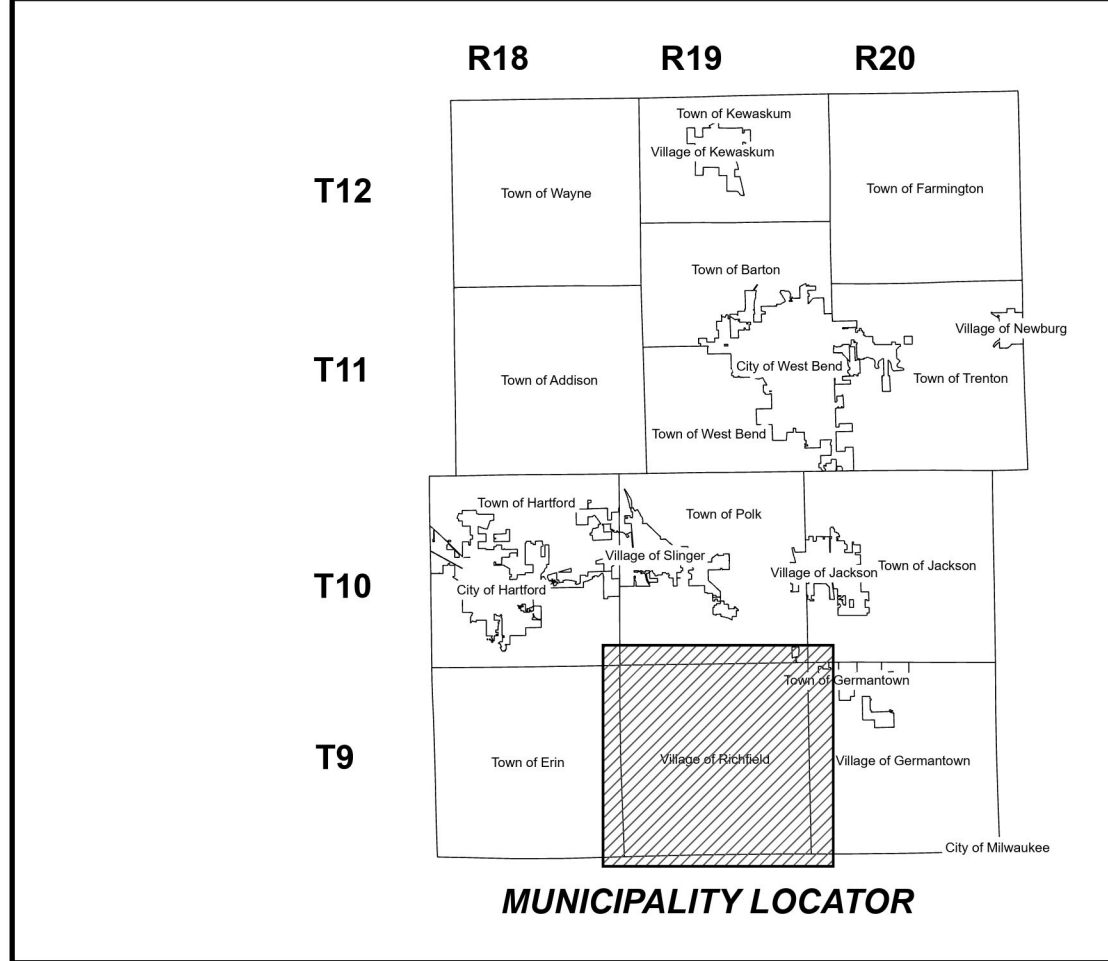 R18 R19 R20
Town of Kewaskum
Village of Kewaskum
T12
Town of Wayne
Town of Farmington
Town of Barton
Village of Newburg
T11
City of West Bend
Town of Addison
Town of Trenton
Town of West Bend
Town of Hartford
Town of Polk
Village of Slinger
Town of Jackson
Village of Jackson
T10
City of Hartford
Town of Germantown
T9
Town of Erin
Village of Richfield
Village of Germantown
City of Milwaukee
MUNICIPALITY LOCATOR